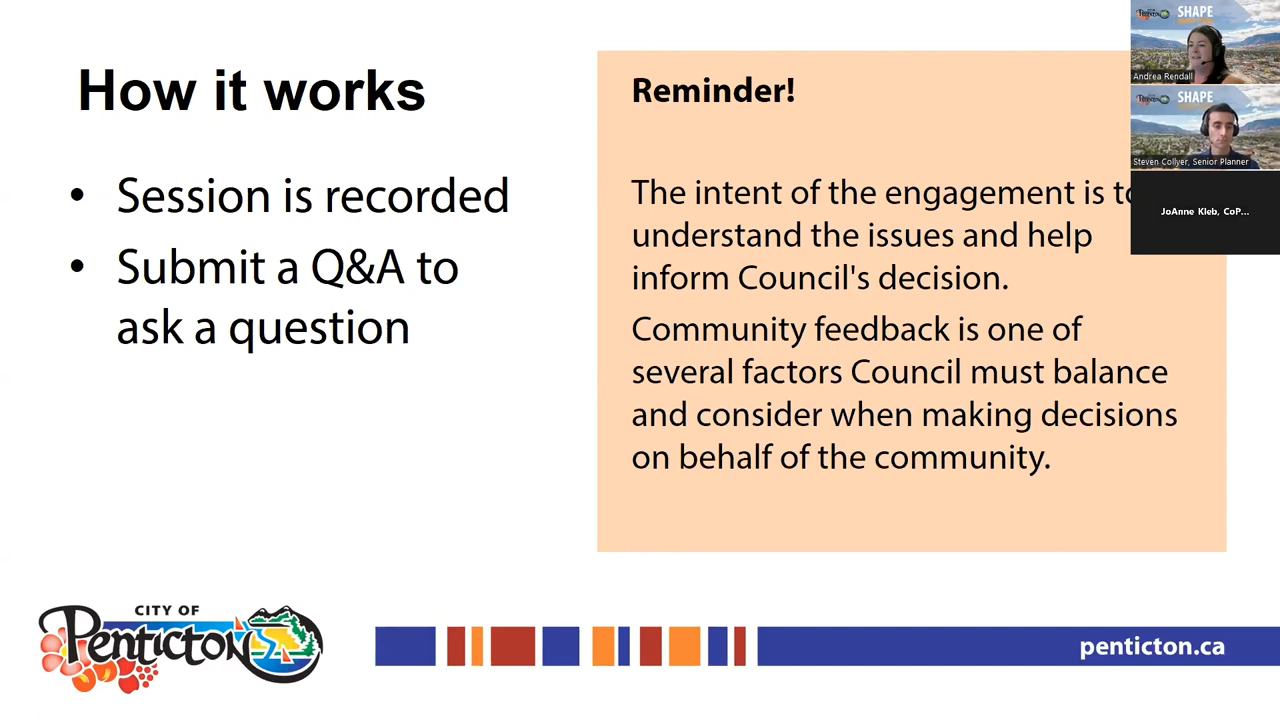 How it works
• Session is recorded
• Submit a Q&A to
ask a question
Reminder!
The intent of the engagement is to
understand the issues and help
inform Council's decision.
Community feedback is one of
several factors Council must balance
and consider when making decisions
on behalf of the community.
Penticton
SHAPE
Andrea Rendall
Penticton
SHAPE
Steven Collyer, Senior Planner
JoAnne Kleb, CoP...
CITY OF
Penticton
penticton.ca